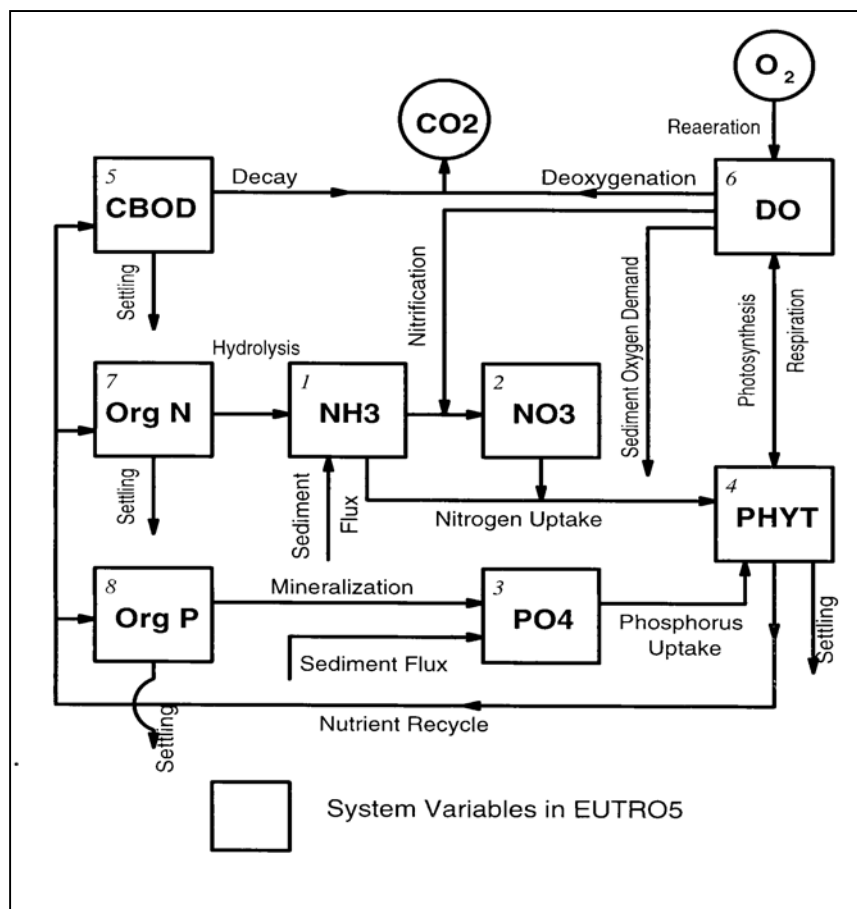 O2
CO2
Reaeration
5
CBOD
Decay
Deoxygenation
6
DO
Settling
Nitrification
Sediment Oxygen Demand
Photosynthesis
Respiration
Hydrolysis
7
Org N
1
NH3
2
NO3
Settling
Sediment
Flux
Nitrogen Uptake
4
PHYT
8
Org P
Mineralization
3
PO4
Phosphorus
Uptake
Sediment Flux
Settling
Settling
Nutrient Recycle
System Variables in EUTRO5